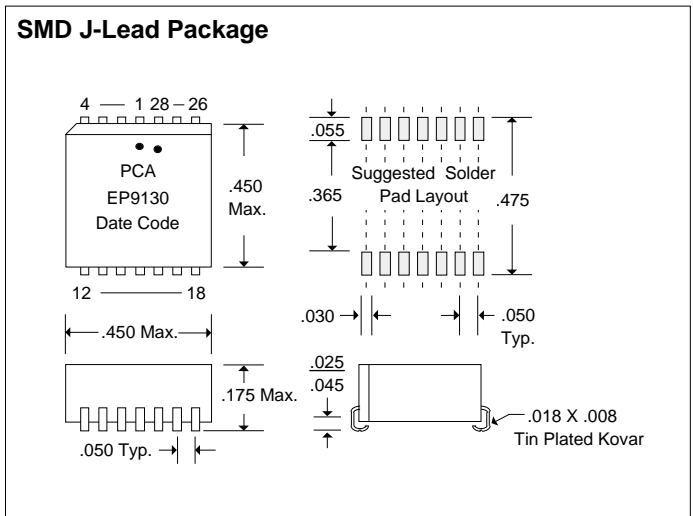 SMD J-Lead Package
4 1 28 26
PCA
EP9130
Date Code
.450
Max.
12 18
.450 Max.
.055
Suggested Solder
Pad Layout
.365
.475
.030
.050
Typ.
.175 Max.
.050 Typ.
.025
.045
.018 X .008
Tin Plated Kovar